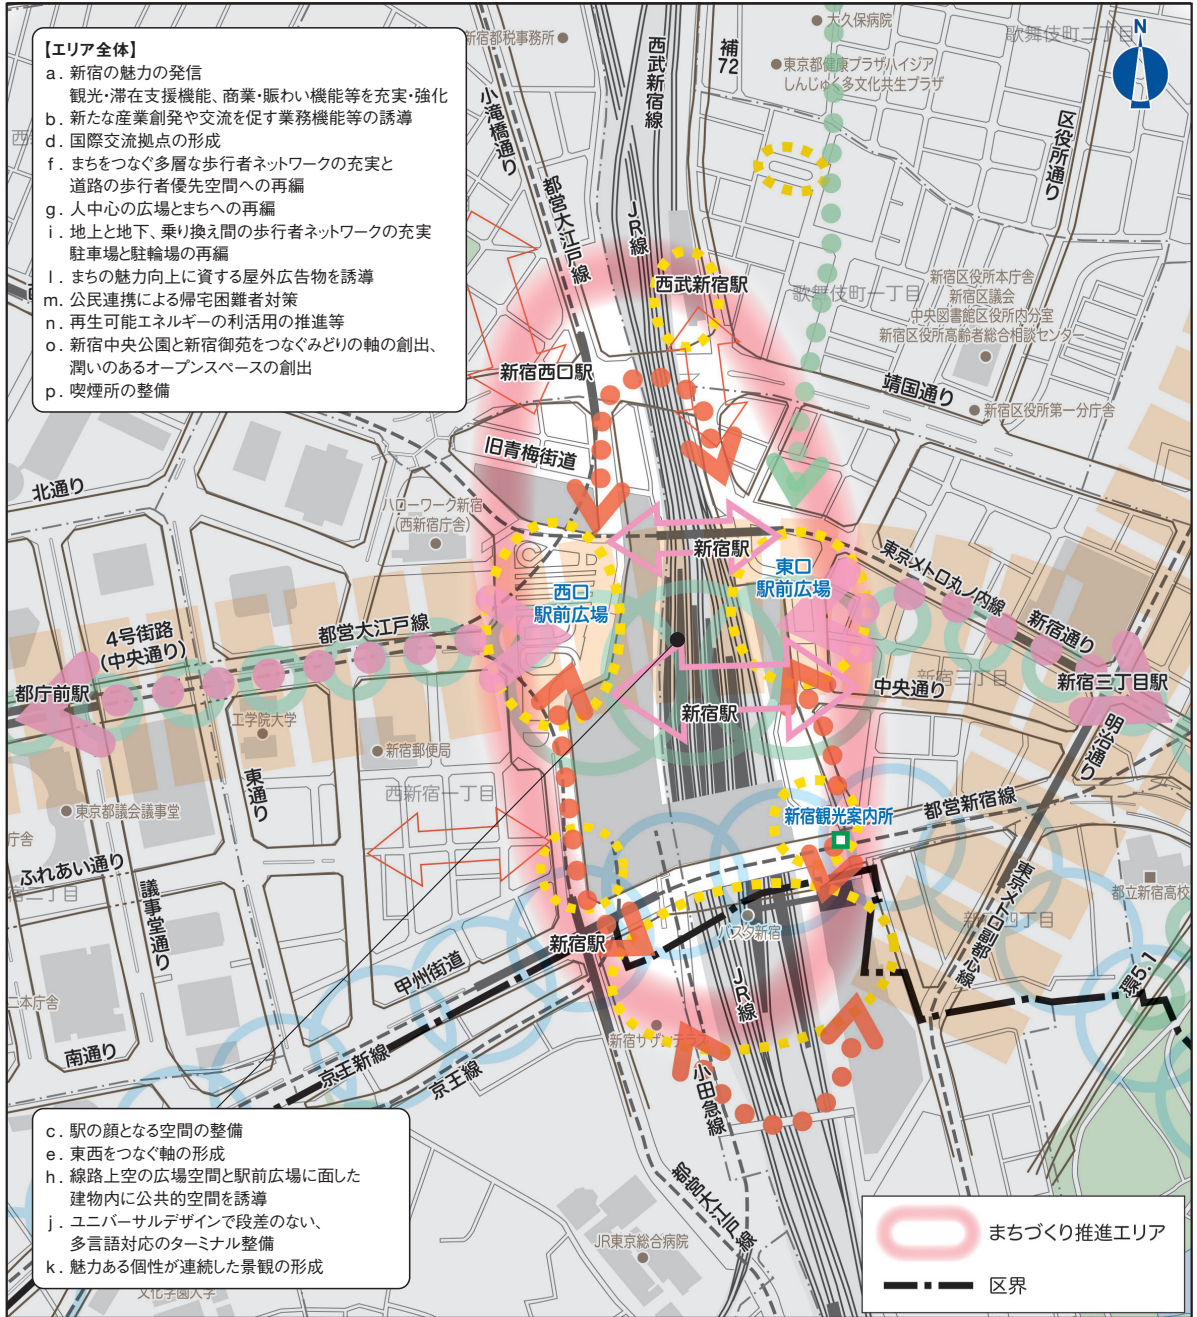 【エリア全体】
a. 新宿の魅力の発信
観光・滞在支援機能、商業・賑わい機能等を充実・強化
b. 新たな産業創発や交流を促す業務機能等の誘導
d. 国際交流拠点の形成
f. まちをつなぐ多層な歩行者ネットワークの充実と
道路の歩行者優先空間への再編
g. 人中心の広場とまちへの再編
i. 地上と地下、乗り換え間の歩行者ネットワークの充実
駐車場と駐輪場の再編
l. まちの魅力向上に資する屋外広告物を誘導
m. 公民連携による帰宅困難者対策
n. 再生可能エネルギーの利活用の推進等
o. 新宿中央公園と新宿御苑をつなぐみどりの軸の創出、
潤いのあるオープンスペースの創出
p. 喫煙所の整備
新宿都税事務所
小滝橋通り
都営大江戸線
西武新宿線
JR線
補72
大久保病院
歌舞伎町二丁目
東京都健康プラザハイジア
しんじゅく多文化共生プラザ
N
区役所通り
西武新宿駅
歌舞伎町一丁目
新宿区役所本庁舎
新宿区議会
中央図書館区役所内分室
新宿区役所高齢者総合相談センター
新宿西口駅
靖国通り
新宿区役所第一分庁舎
旧青梅街道
北通り
ハローワーク新宿
(西新宿庁舎)
新宿駅
東口
駅前広場
西口
駅前広場
東京メトロ丸ノ内線
新宿通り
4号街路
(中央通り)
都営大江戸線
都庁前駅
工学院大学
新宿郵便局
新宿駅
中央通り
新宿三丁目
新宿三丁目駅
明治通り
東通り
東京都議会議事堂
西新宿一丁目
新宿観光案内所
都営新宿線
庁舎
ふれあい通り
議事堂通り
東京メトロ副都心線
都立新宿高校
新宿四丁目
バスタ新宿
新宿駅
甲州街道
二本庁舎
南通り
京王新線
京王線
新宿サザンテラス
小田急線
JR線
環5.1
都営大江戸線
JR東京総合病院
文化学園大学
c. 駅の顔となる空間の整備
e. 東西をつなぐ軸の形成
h. 線路上空の広場空間と駅前広場に面した
建物内に公共的空間を誘導
j. ユニバーサルデザインで段差のない、
多言語対応のターミナル整備
k. 魅力ある個性が連続した景観の形成
まちづくり推進エリア
区界